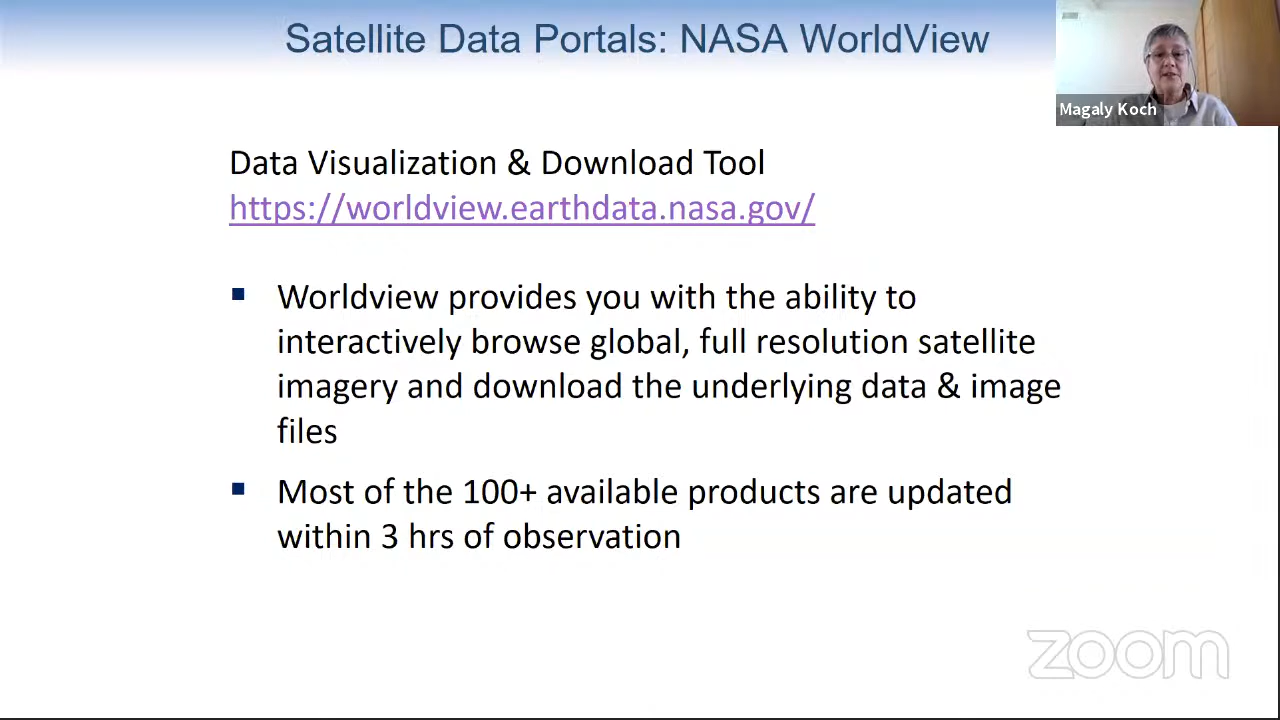 Satellite Data Portals: NASA WorldView
Magaly Koch
Data Visualization & Download Tool
https://worldview.earthdata.nasa.gov/
▪ Worldview provides you with the ability to
interactively browse global, full resolution satellite
imagery and download the underlying data & image
files
▪ Most of the 100+ available products are updated
within 3 hrs of observation
zoom